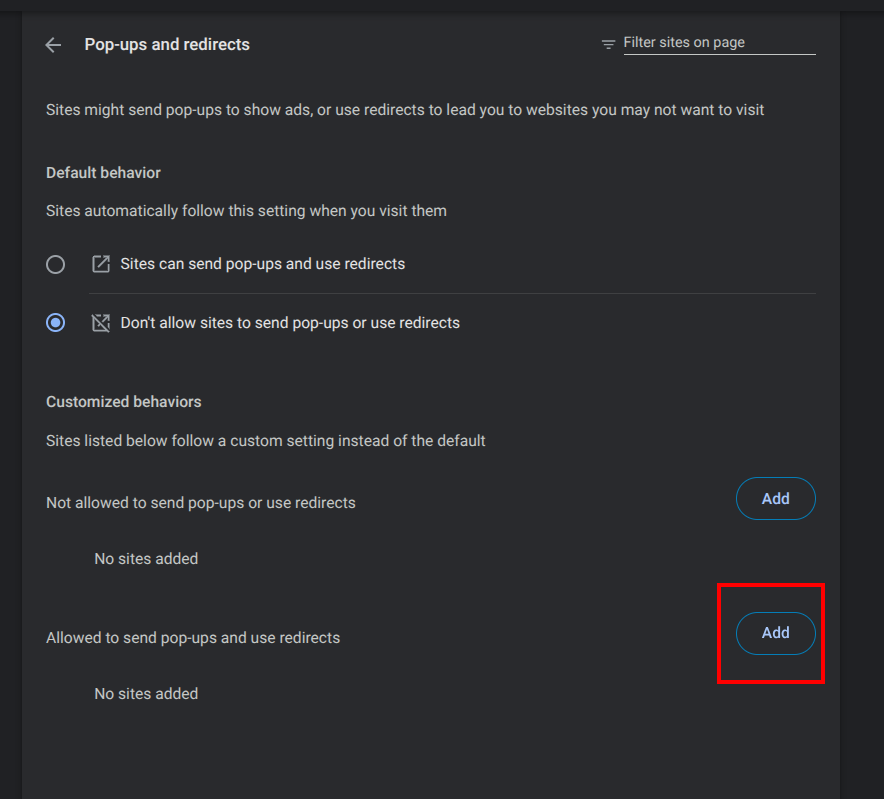 Pop-ups and redirects
Filter sites on page
Sites might send pop-ups to show ads, or use redirects to lead you to websites you may not want to visit
Default behavior
Sites automatically follow this setting when you visit them
Sites can send pop-ups and use redirects
Don't allow sites to send pop-ups or use redirects
Customized behaviors
Sites listed below follow a custom setting instead of the default
Not allowed to send pop-ups or use redirects
Add
No sites added
Allowed to send pop-ups and use redirects
Add
No sites added